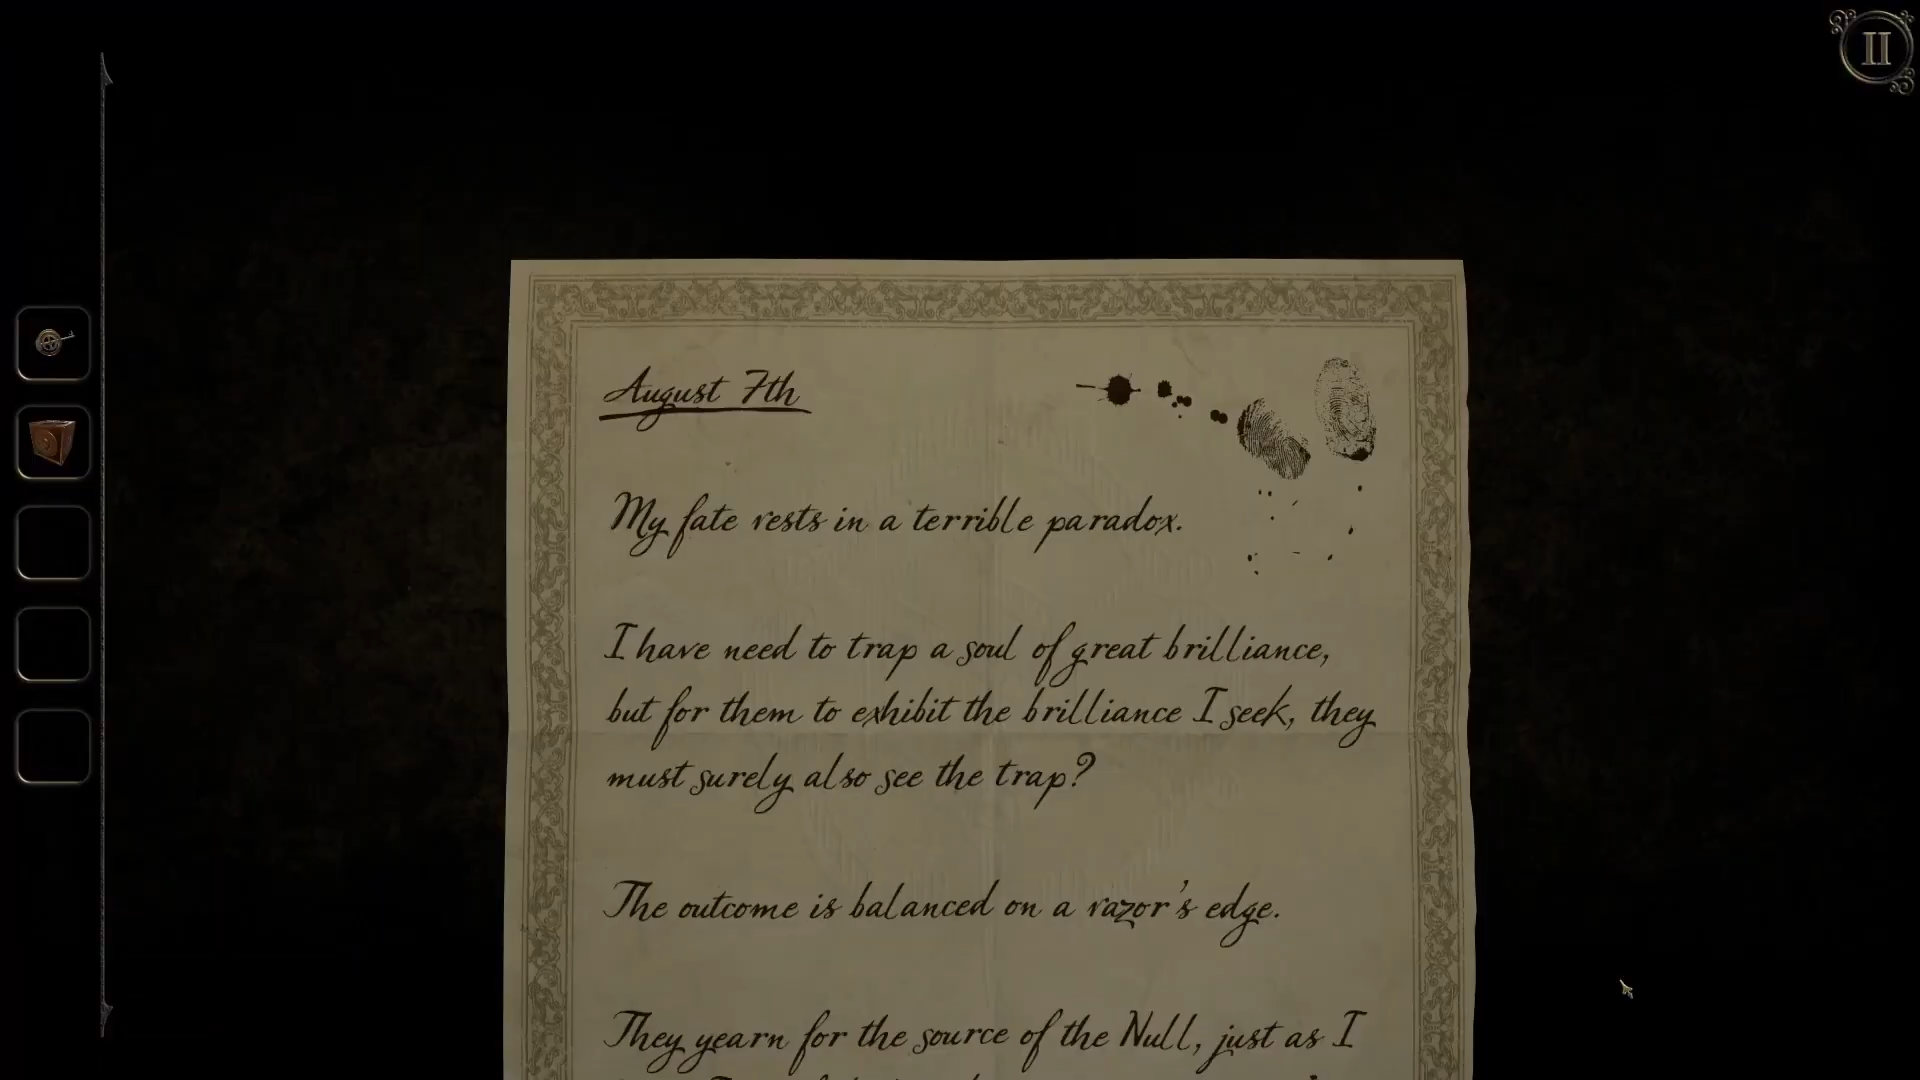 II
August 7th
My fate rests in a terrible paradox.
I have need to trap a soul of great brilliance,
but for them to exhibit the brilliance I seek, they
must surely also see the trap?
The outcome is balanced on a razor's edge.
They yearn for the source of the Null, just as I